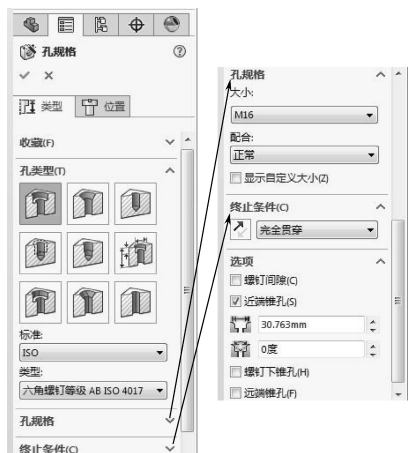 孔规格
类型
位置
收藏(F)
孔类型(T)
标准:
ISO
类型:
六角螺钉等级 AB ISO 4017
孔规格
终止条件(C)
孔规格
大小:
M16
配合:
正常
显示自定义大小(Z)
终止条件(C)
完全贯穿
选项
螺钉间隙(C)
近端锥孔(S)
30.763mm
0度
螺钉下锥孔(H)
远端锥孔(F)